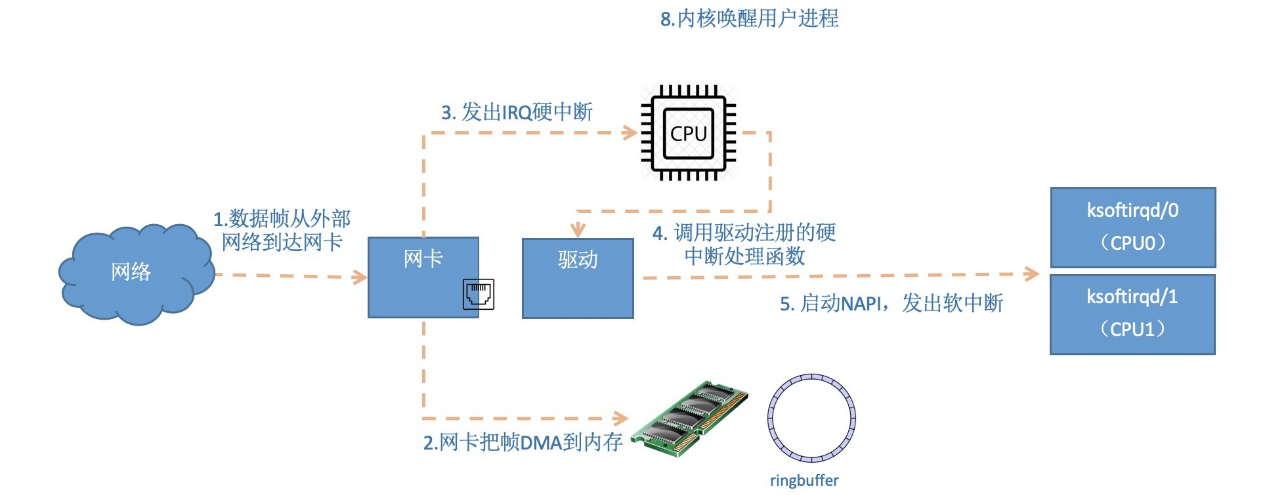 8.内核唤醒用户进程
3. 发出IRQ硬中断
CPU
1.数据帧从外部
网络到达网卡
网络
网卡
驱动
4. 调用驱动注册的硬
中断处理函数
5. 启动NAPI，发出软中断
ksoftirqd/0
（CPU0）
ksoftirqd/1
（CPU1）
2.网卡把帧DMA到内存
ringbuffer